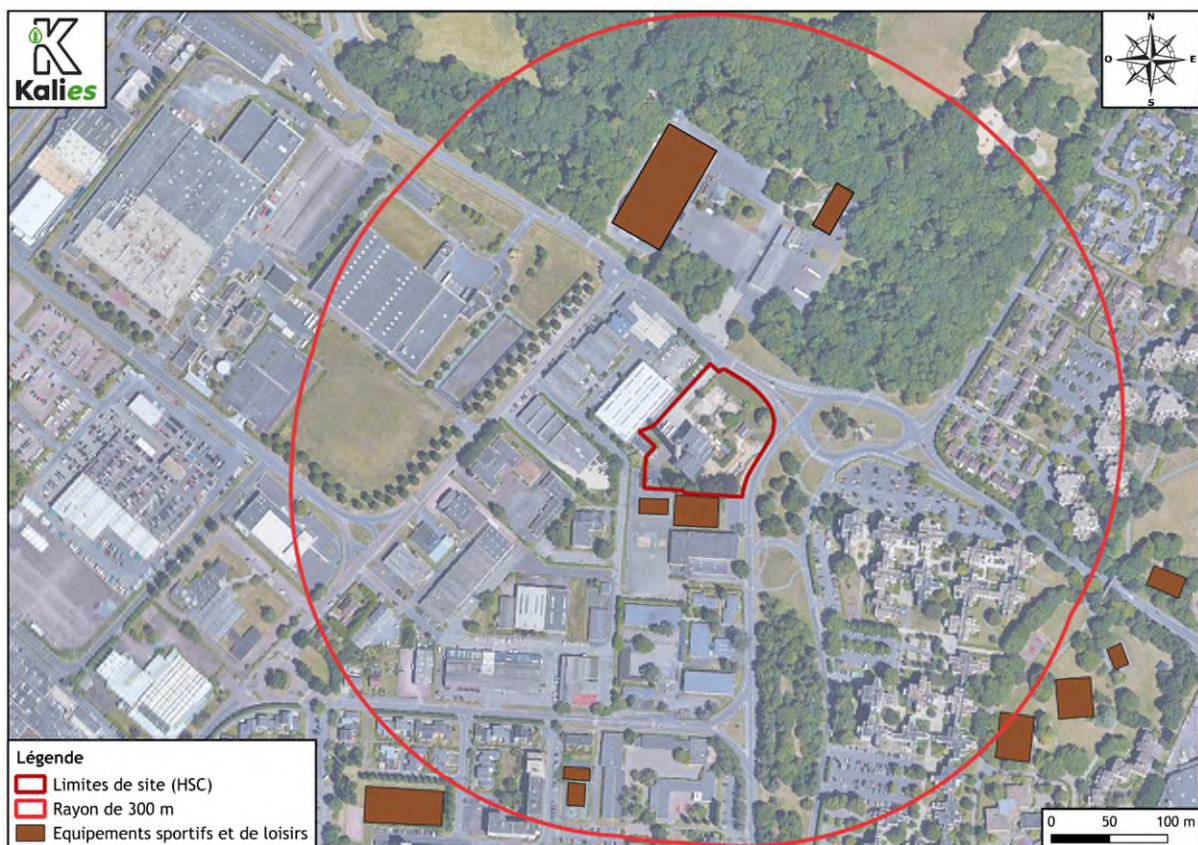 Kalies
N
O
E
S
Légende
Limites de site (HSC)
Rayon de 300 m
Equipements sportifs et de loisirs
0 50 100 m